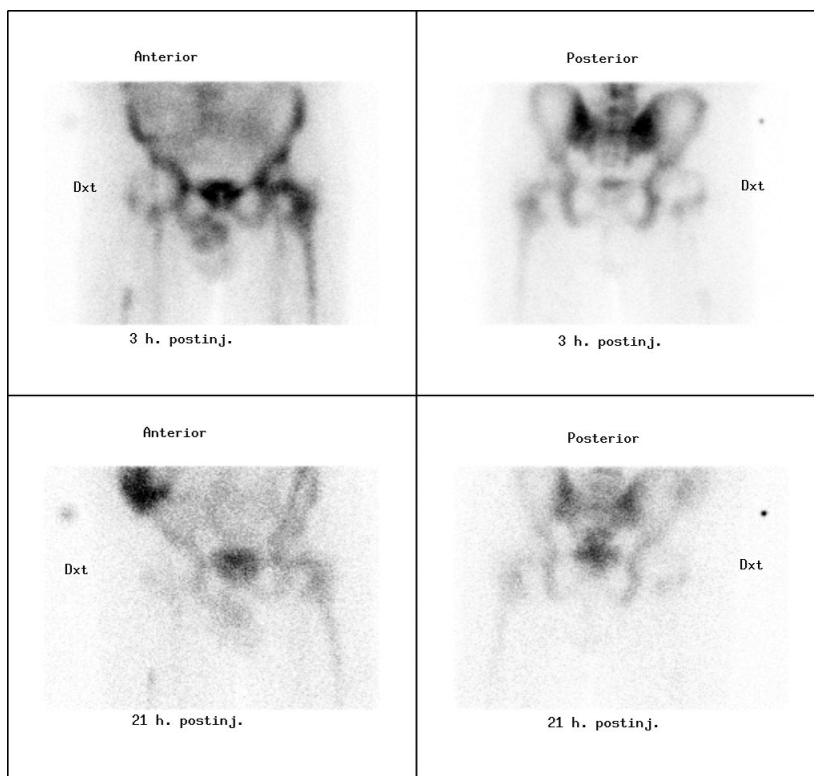 Anterior
Dxt
3 h. postinj.
Posterior
Dxt
3 h. postinj.
Anterior
Dxt
21 h. postinj.
Posterior
Dxt
21 h. postinj.